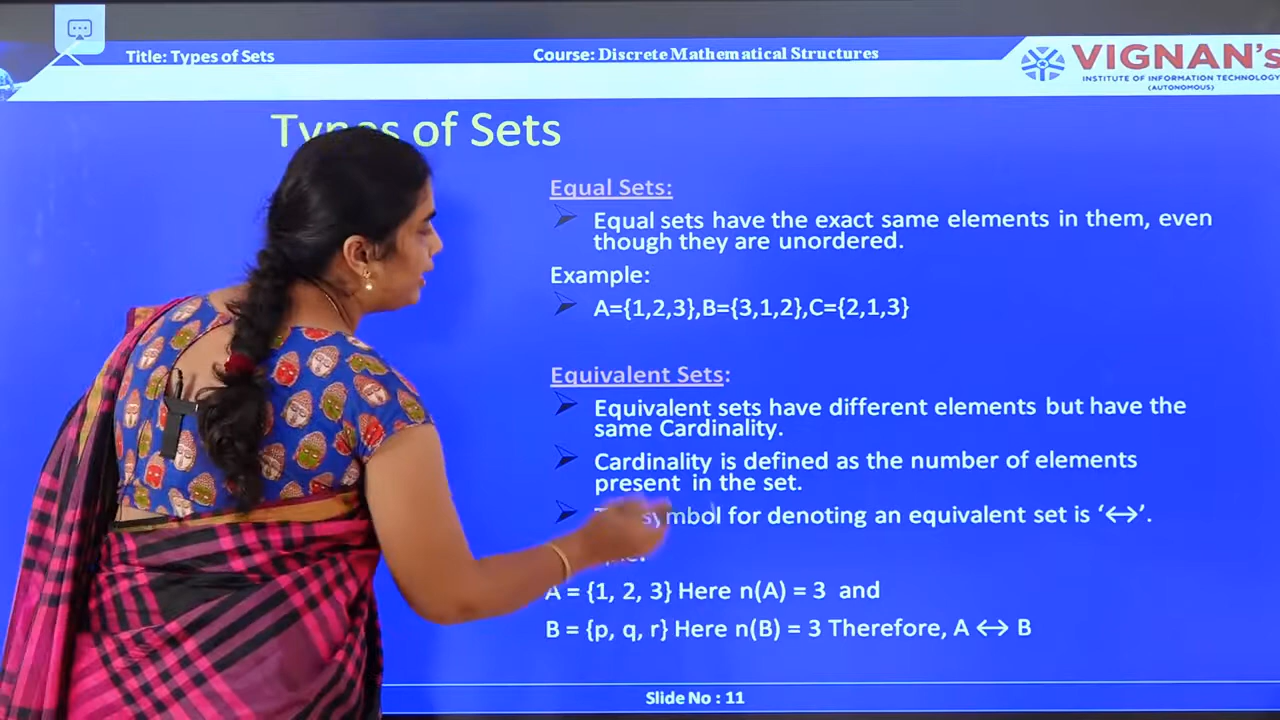 Title: Types of Sets
Course: Discrete Mathematical Structures
VIGNAN's
INSTITUTE OF INFORMATION TECHNOLOGY
(AUTONOMOUS)
Types of Sets
Equal Sets:
Equal sets have the exact same elements in them, even
though they are unordered.
Example:
A={1,2,3},B={3,1,2},C={2,1,3}
Equivalent Sets:
Equivalent sets have different elements but have the
same Cardinality.
Cardinality is defined as the number of elements
present in the set.
symbol for denoting an equivalent set is ‘↔’.
A = {1, 2, 3} Here n(A) = 3 and
B = {p, q, r} Here n(B) = 3 Therefore, A ↔ B
Slide No : 11